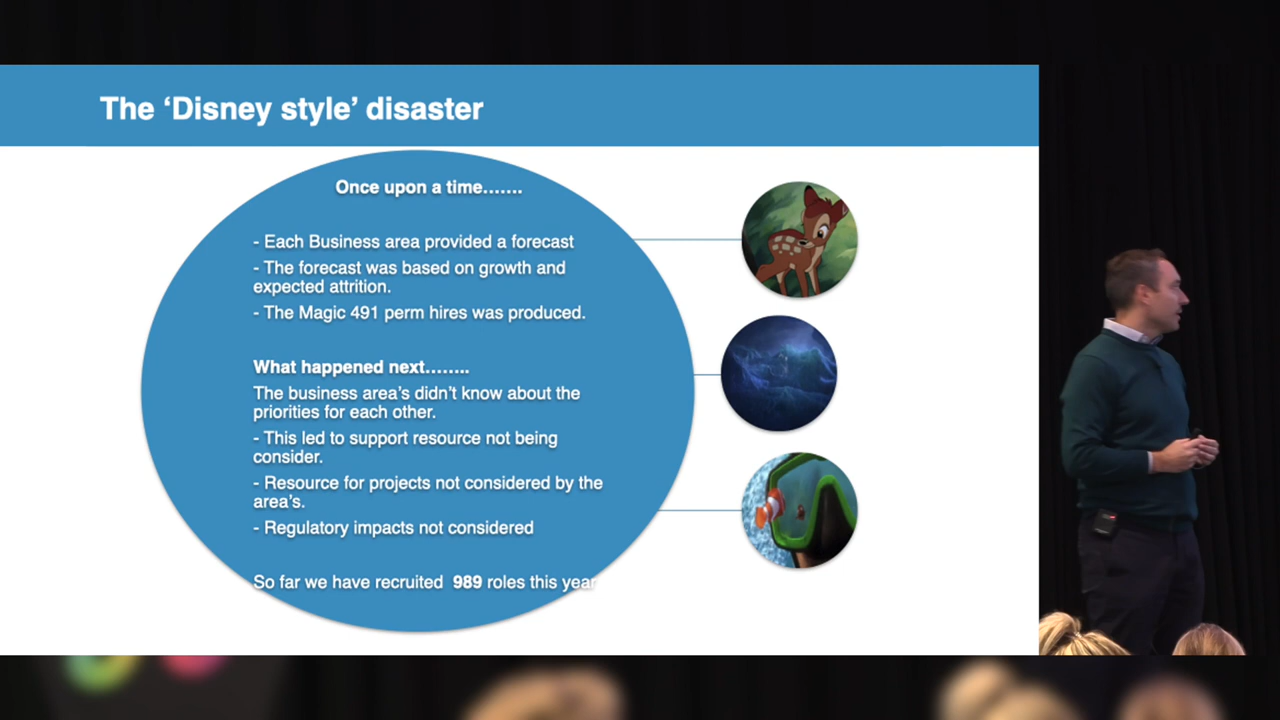 The ‘Disney style’ disaster
Once upon a time…….
- Each Business area provided a forecast
- The forecast was based on growth and
expected attrition.
- The Magic 491 perm hires was produced.
What happened next……..
The business area’s didn’t know about the
priorities for each other.
- This led to support resource not being
consider.
- Resource for projects not considered by the
area’s.
- Regulatory impacts not considered
So far we have recruited 989 roles this year